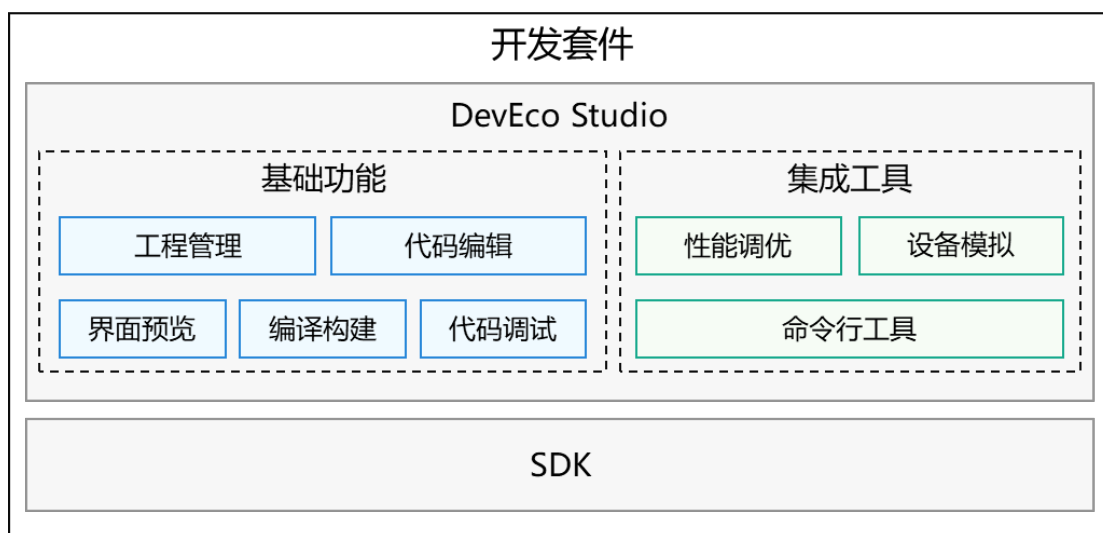 开发套件
DevEco Studio
基础功能
工程管理
代码编辑
界面预览
编译构建
代码调试
集成工具
性能调优
设备模拟
命令行工具
SDK